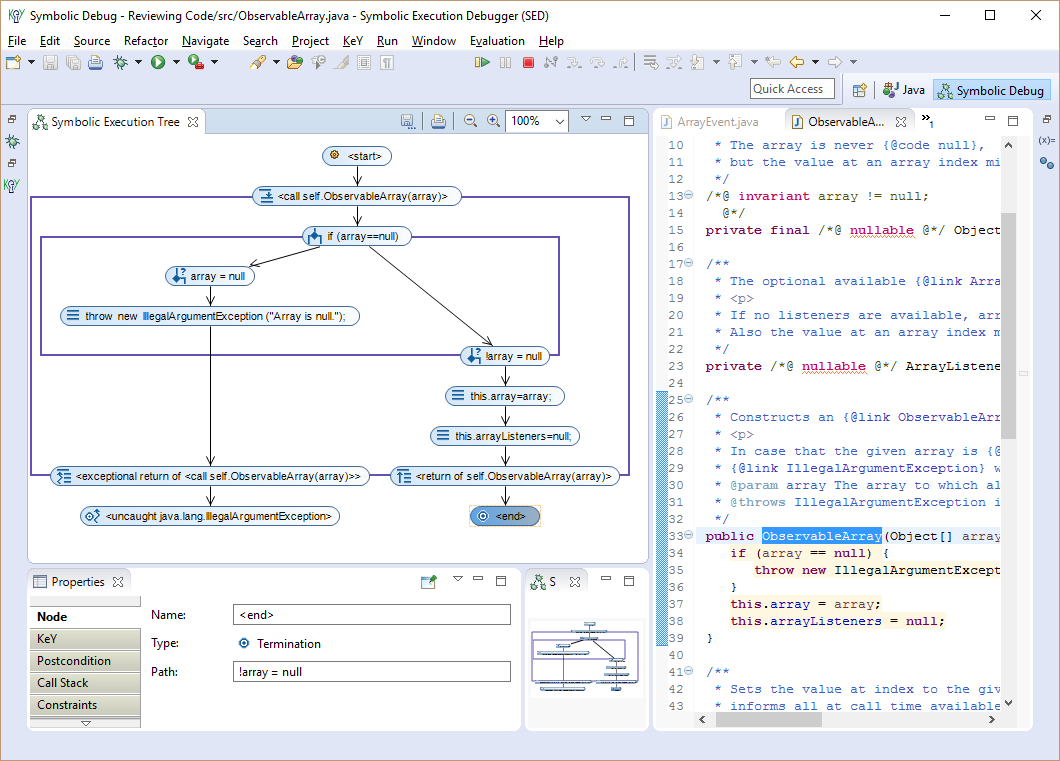 Symbolic Debug - Reviewing Code/src/ObservableArray.java - Symbolic Execution Debugger (SED)
File Edit Source Refactor Navigate Search Project KeY Run Window Evaluation Help
Quick Access
Java
Symbolic Debug
Symbolic Execution Tree
100%
<start>
<call self.ObservableArray(array)>
if (array==null)
array = null
throw new IllegalArgumentException ("Array is null.");
!array = null
this.array=array;
this.arrayListeners=null;
<exceptional return of <call self.ObservableArray(array)>>
<return of self.ObservableArray(array)>
<uncaught java.lang.IllegalArgumentException>
<end>
Properties
Node
KeY
Postcondition
Call Stack
Constraints
Name: <end>
Type: Termination
Path: !array = null
S
ArrayEvent.java
ObservableA...
»1
10 * The array is never {@code null},
11 * but the value at an array index mi
12 */
13 /*@ invariant array != null;
14 @*/
15 private final /*@ nullable @*/ Object
16
17 /**
18 * The optional available {@link Arra
19 * <p>
20 * If no listeners are available, arr
21 * Also the value at an array index m
22 */
23 private /*@ nullable @*/ ArrayListene
24
25 /**
26 * Constructs an {@link ObservableArr
27 * <p>
28 * In case that the given array is {@
29 * {@link IllegalArgumentException} w
30 * @param array The array to which al
31 * @throws IllegalArgumentException i
32 */
33 public ObservableArray(Object[] array
34 if (array == null) {
35 throw new IllegalArgumentExcept
36 }
37 this.array = array;
38 this.arrayListeners = null;
39 }
40
41 /**
42 * Sets the value at index to the giv
43 * informs all at call time available
(x)=
KeY